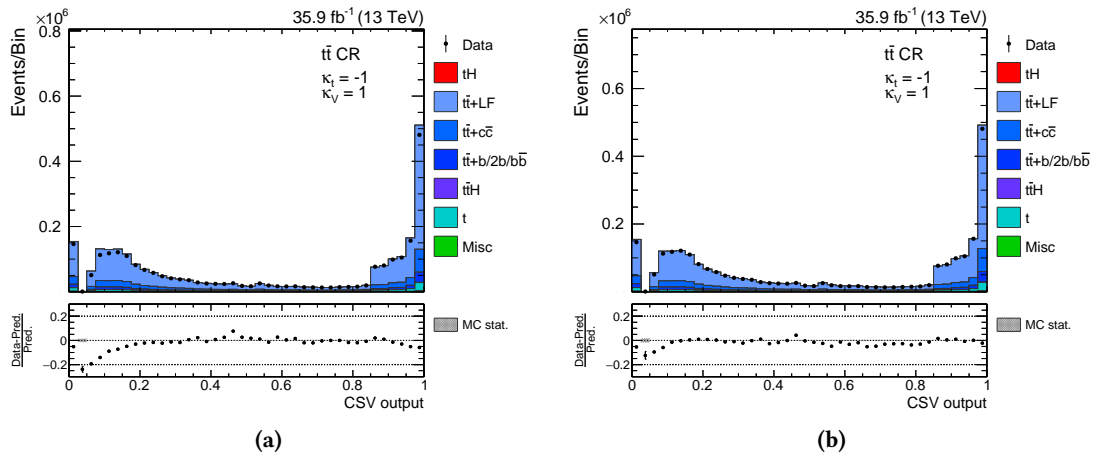 ×10⁶
35.9 fb⁻¹ (13 TeV)
Events/Bin
0.8
0.6
0.4
0.2
tt̄ CR
κt = -1
κV = 1
Data
tH
tt̄+LF
tt̄+cc̄
tt̄+b/2b/bb̄
tt̄H
t
Misc
Data-Pred.
Pred.
0.2
0
−0.2
MC stat.
0 0.2 0.4 0.6 0.8 1
CSV output
(a)
×10⁶
35.9 fb⁻¹ (13 TeV)
Events/Bin
0.6
0.4
0.2
tt̄ CR
κt = -1
κV = 1
Data
tH
tt̄+LF
tt̄+cc̄
tt̄+b/2b/bb̄
tt̄H
t
Misc
Data-Pred.
Pred.
0.2
0
−0.2
MC stat.
0 0.2 0.4 0.6 0.8 1
CSV output
(b)